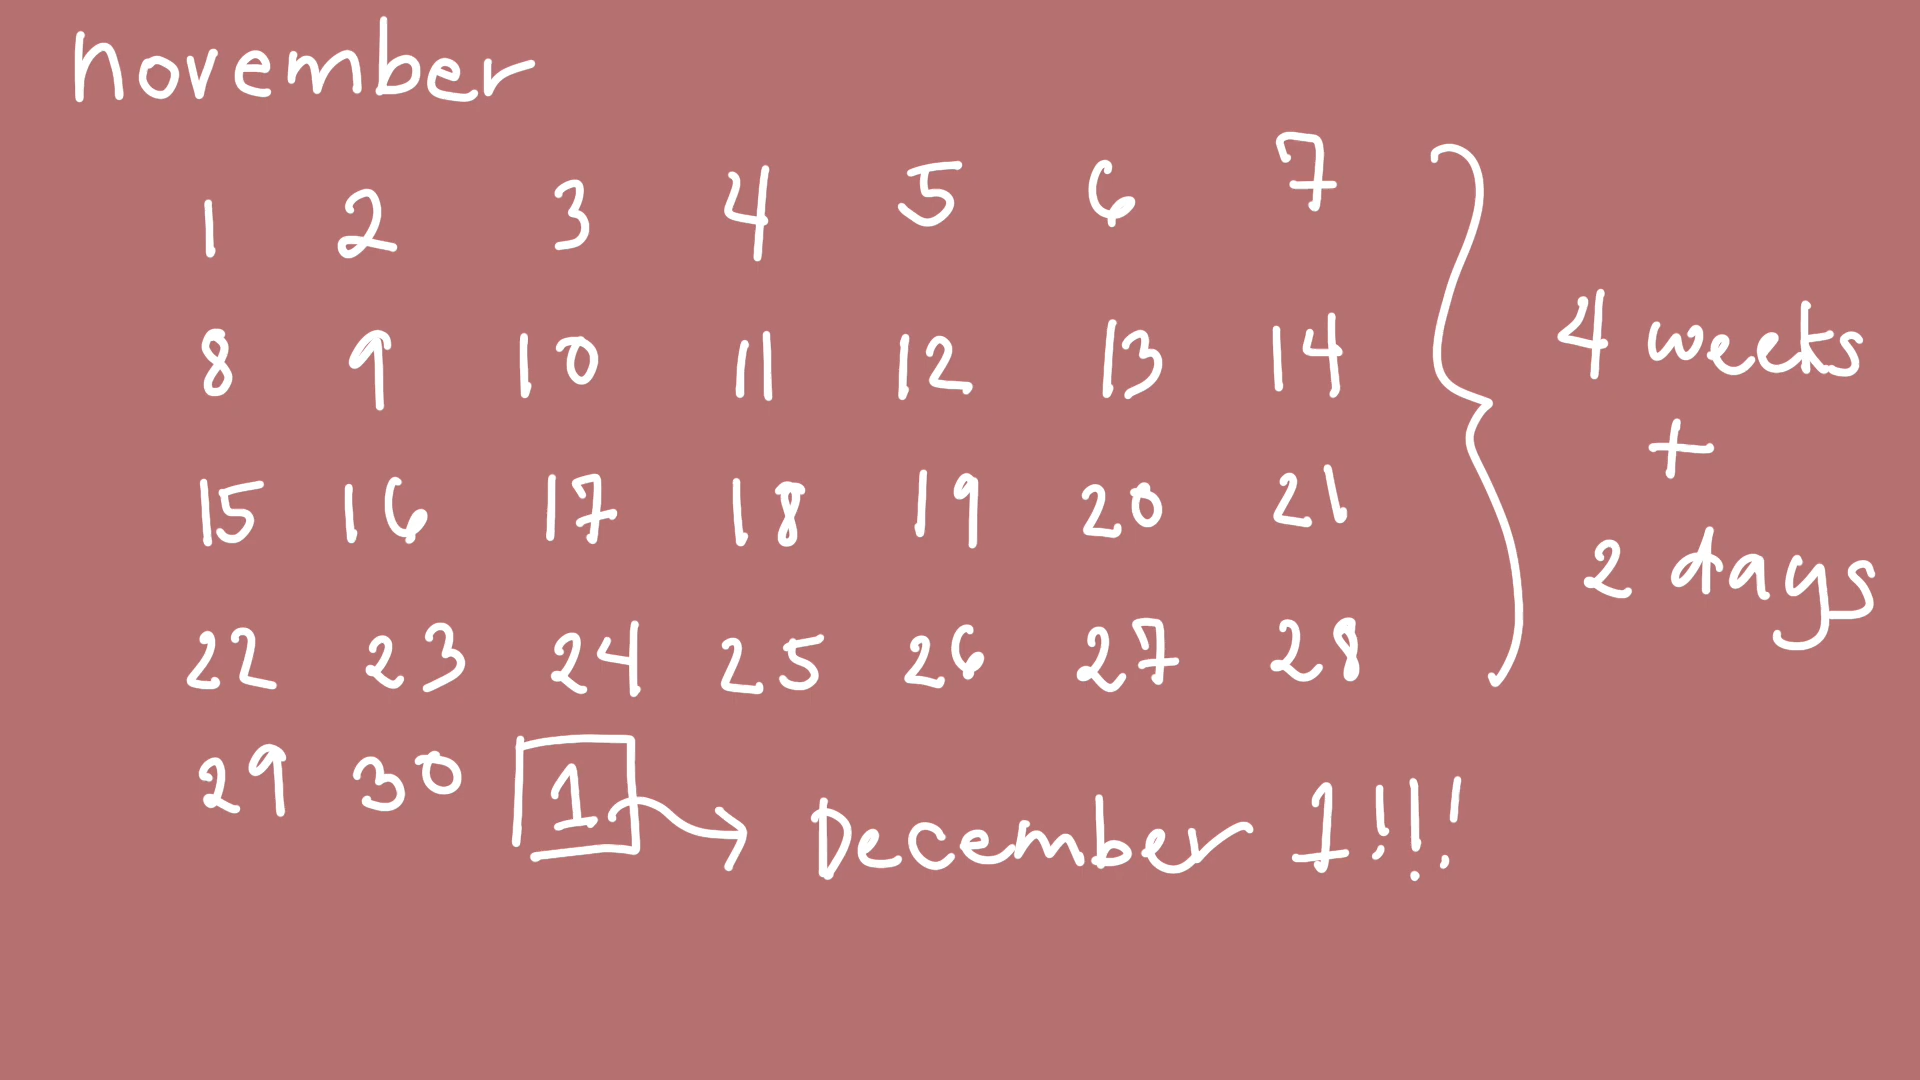 november
1 2 3 4 5 6 7
8 9 10 11 12 13 14
15 16 17 18 19 20 21
22 23 24 25 26 27 28
29 30 1 → December 1!!!
4 weeks
+
2 days